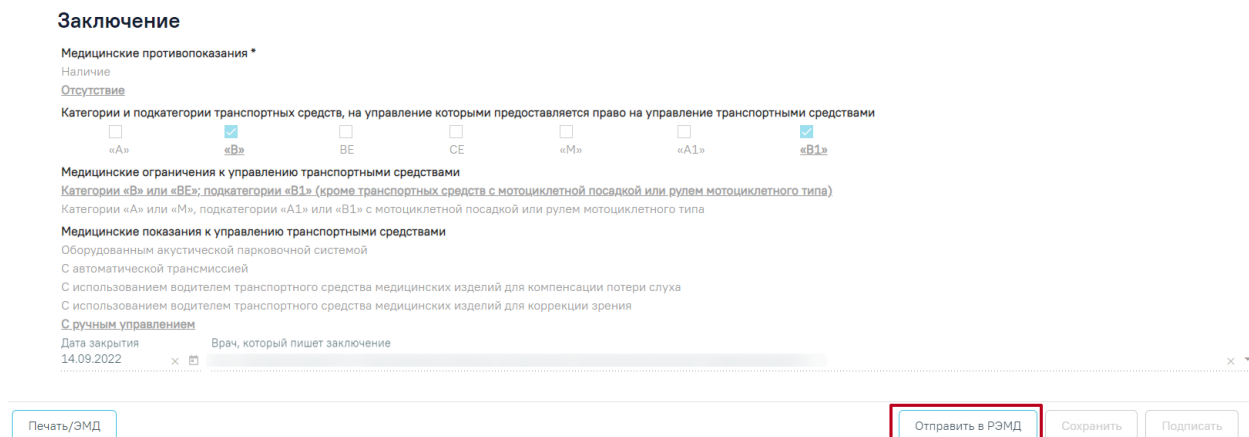 Заключение
Медицинские противопоказания *
Наличие
Отсутствие
Категории и подкатегории транспортных средств, на управление которыми предоставляется право на управление транспортными средствами
«А» «В» BE CE «М» «А1» «В1»
Медицинские ограничения к управлению транспортными средствами
Категории «В» или «ВЕ»; подкатегории «В1» (кроме транспортных средств с мотоциклетной посадкой или рулем мотоциклетного типа)
Категории «А» или «М», подкатегории «А1» или «В1» с мотоциклетной посадкой или рулем мотоциклетного типа
Медицинские показания к управлению транспортными средствами
Оборудованным акустической парковочной системой
С автоматической трансмиссией
С использованием водителем транспортного средства медицинских изделий для компенсации потери слуха
С использованием водителем транспортного средства медицинских изделий для коррекции зрения
С ручным управлением
Дата закрытия Врач, который пишет заключение
14.09.2022
Печать/ЭМД Отправить в РЭМД Сохранить Подписать